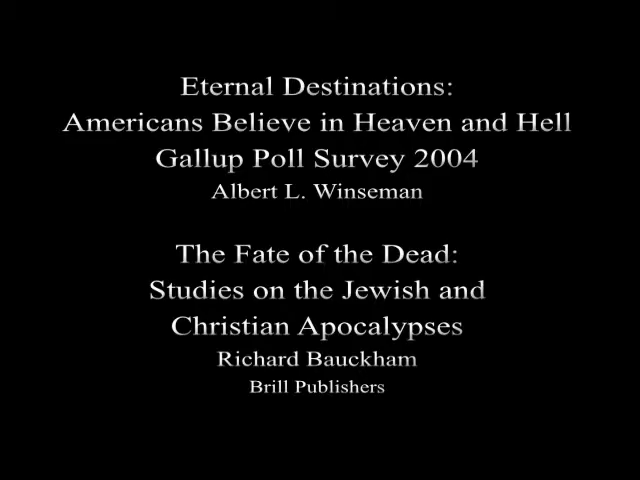 Eternal Destinations:
Americans Believe in Heaven and Hell
Gallup Poll Survey 2004
Albert L. Winseman
The Fate of the Dead:
Studies on the Jewish and
Christian Apocalypses
Richard Bauckham
Brill Publishers